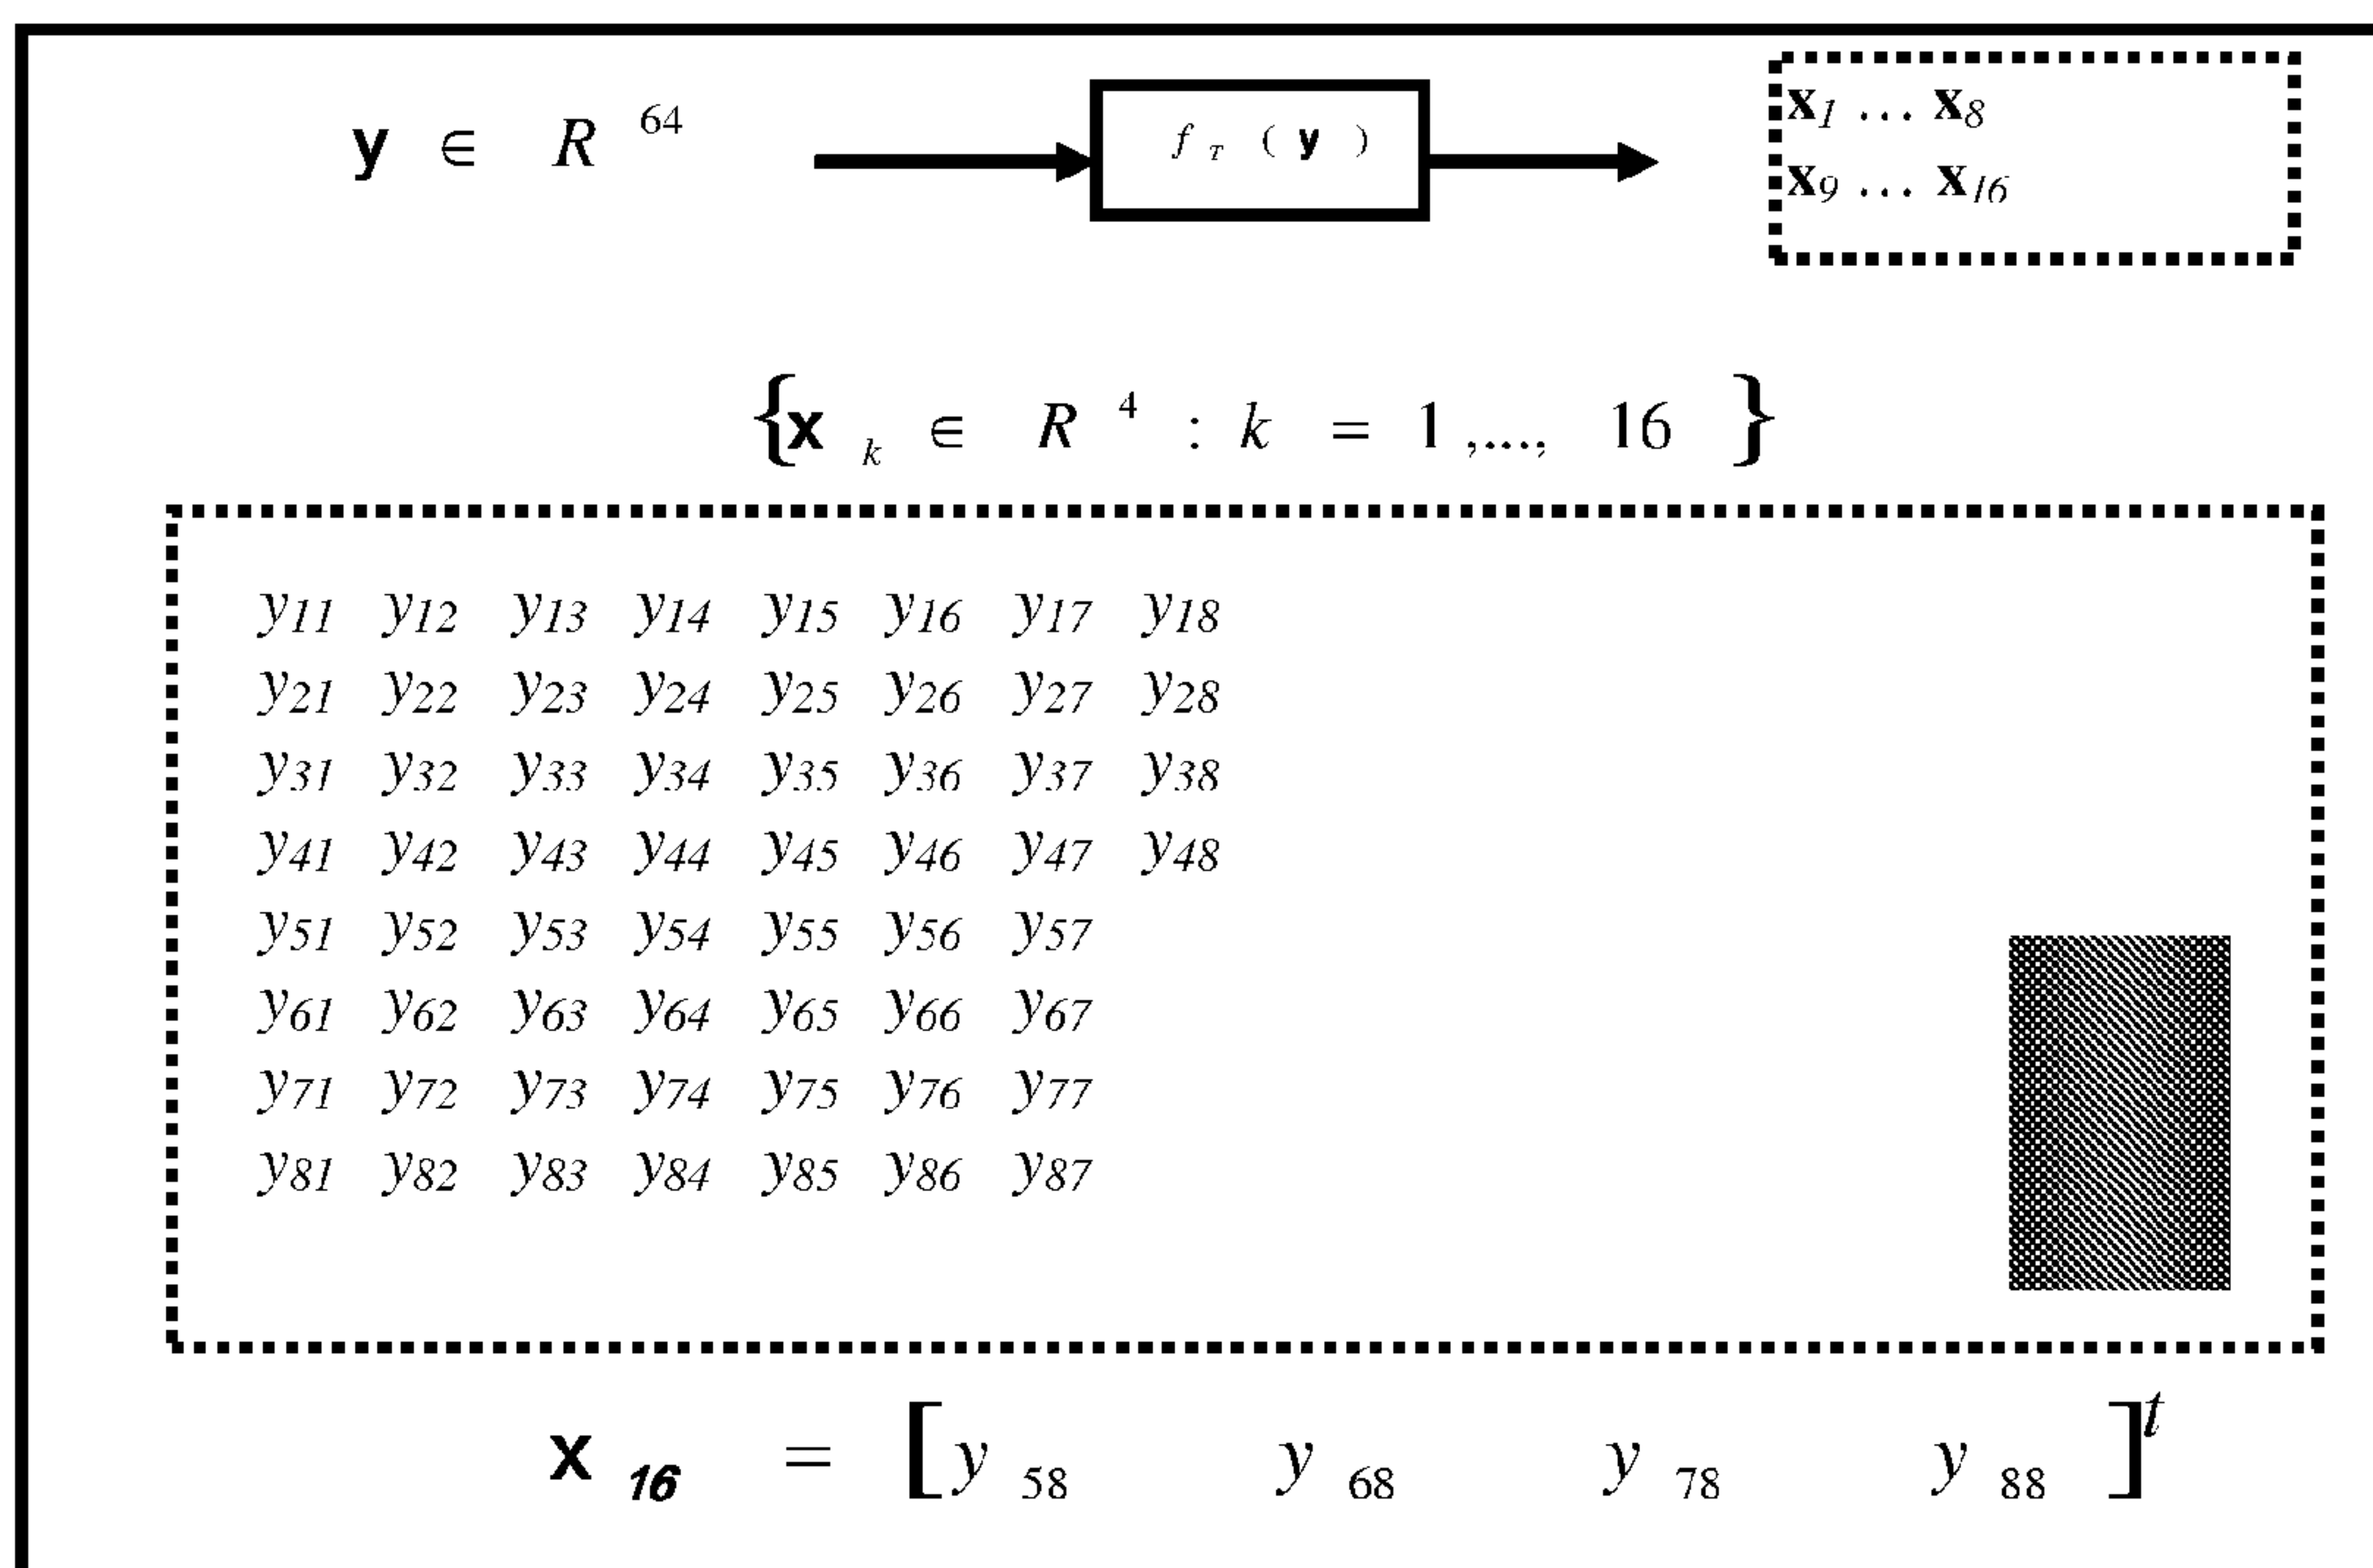 y ∈ R 64
f T ( y )
x1 ... x8
x9 ... x16
{x k ∈ R 4 : k = 1 ,..., 16 }
y11 y12 y13 y14 y15 y16 y17 y18
y21 y22 y23 y24 y25 y26 y27 y28
y31 y32 y33 y34 y35 y36 y37 y38
y41 y42 y43 y44 y45 y46 y47 y48
y51 y52 y53 y54 y55 y56 y57
y61 y62 y63 y64 y65 y66 y67
y71 y72 y73 y74 y75 y76 y77
y81 y82 y83 y84 y85 y86 y87
x 16 = [y 58 y 68 y 78 y 88 ]t